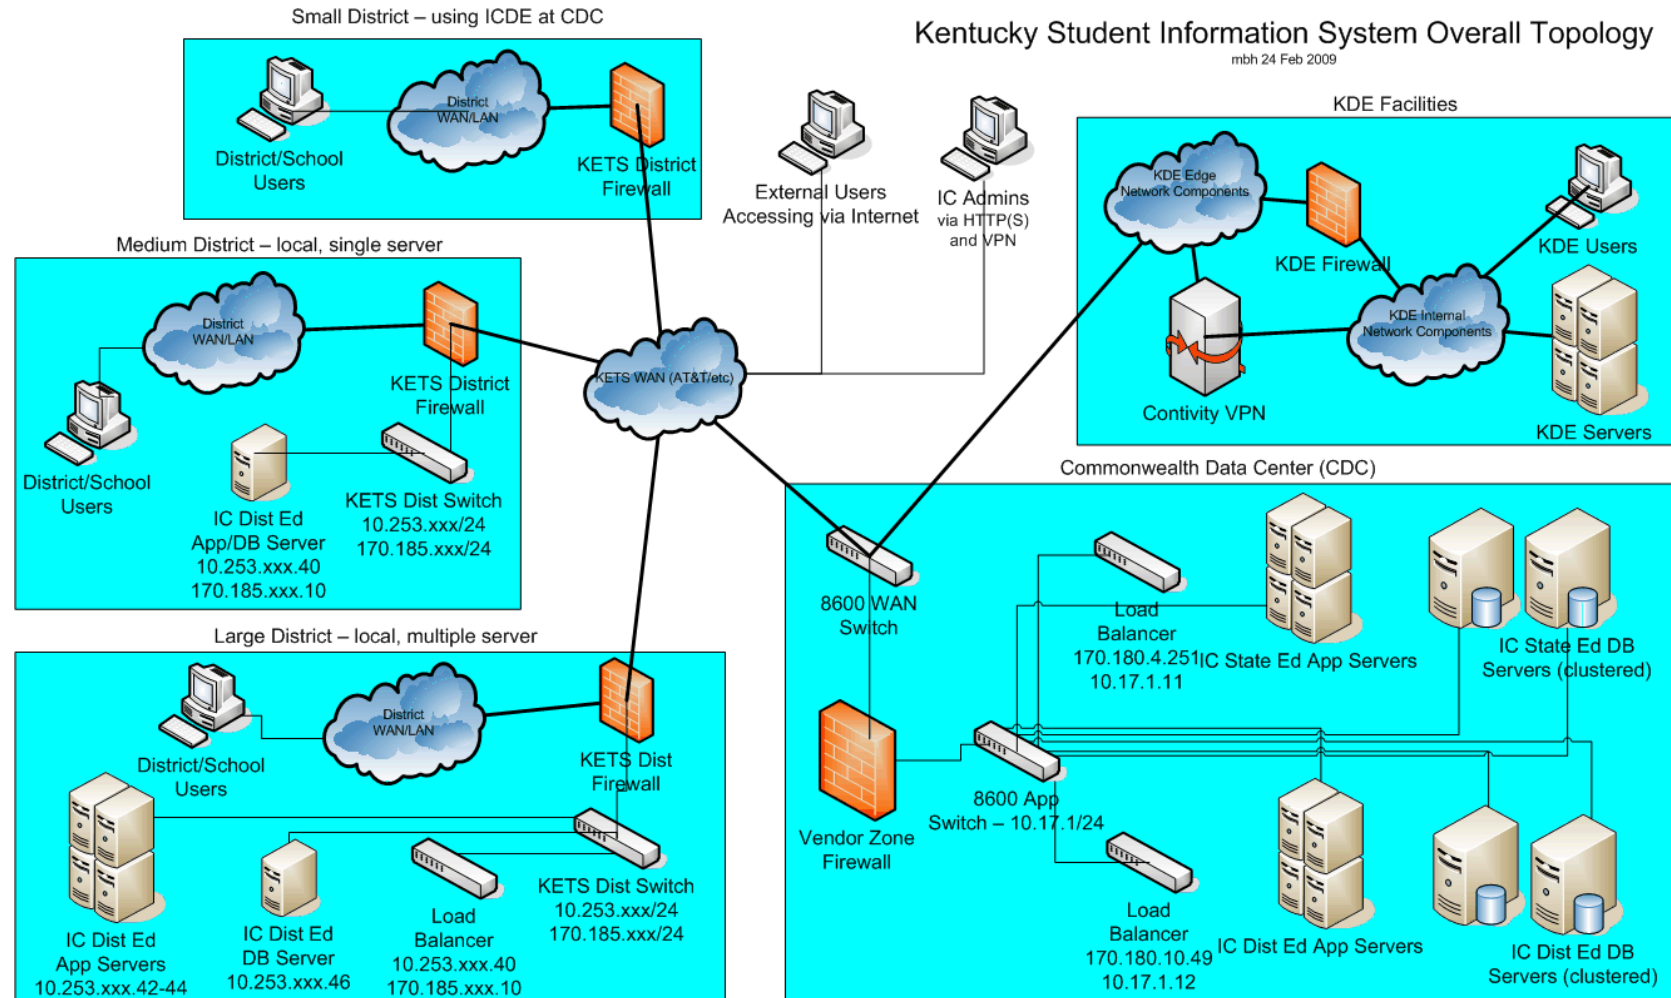 Small District – using ICDE at CDC
Kentucky Student Information System Overall Topology
mbh 24 Feb 2009
District
WAN/LAN
District/School
Users
KETS District
Firewall
External Users
Accessing via Internet
IC Admins
via HTTP(S)
and VPN
KDE Facilities
KDE Edge
Network Components
KDE Firewall
KDE Users
KDE Internal
Network Components
Contivity VPN
KDE Servers
Medium District – local, single server
District
WAN/LAN
KETS District
Firewall
District/School
Users
IC Dist Ed
App/DB Server
10.253.xxx.40
170.185.xxx.10
KETS Dist Switch
10.253.xxx/24
170.185.xxx/24
KETS WAN (AT&T/etc)
Large District – local, multiple server
District/School
Users
District
WAN/LAN
KETS Dist
Firewall
IC Dist Ed
App Servers
10.253.xxx.42-44
IC Dist Ed
DB Server
10.253.xxx.46
Load
Balancer
10.253.xxx.40
170.185.xxx.10
KETS Dist Switch
10.253.xxx/24
170.185.xxx/24
Commonwealth Data Center (CDC)
8600 WAN
Switch
Load
Balancer
170.180.4.251
10.17.1.11
IC State Ed App Servers
IC State Ed DB
Servers (clustered)
Vendor Zone
Firewall
8600 App
Switch – 10.17.1/24
Load
Balancer
170.180.10.49
10.17.1.12
IC Dist Ed App Servers
IC Dist Ed DB
Servers (clustered)